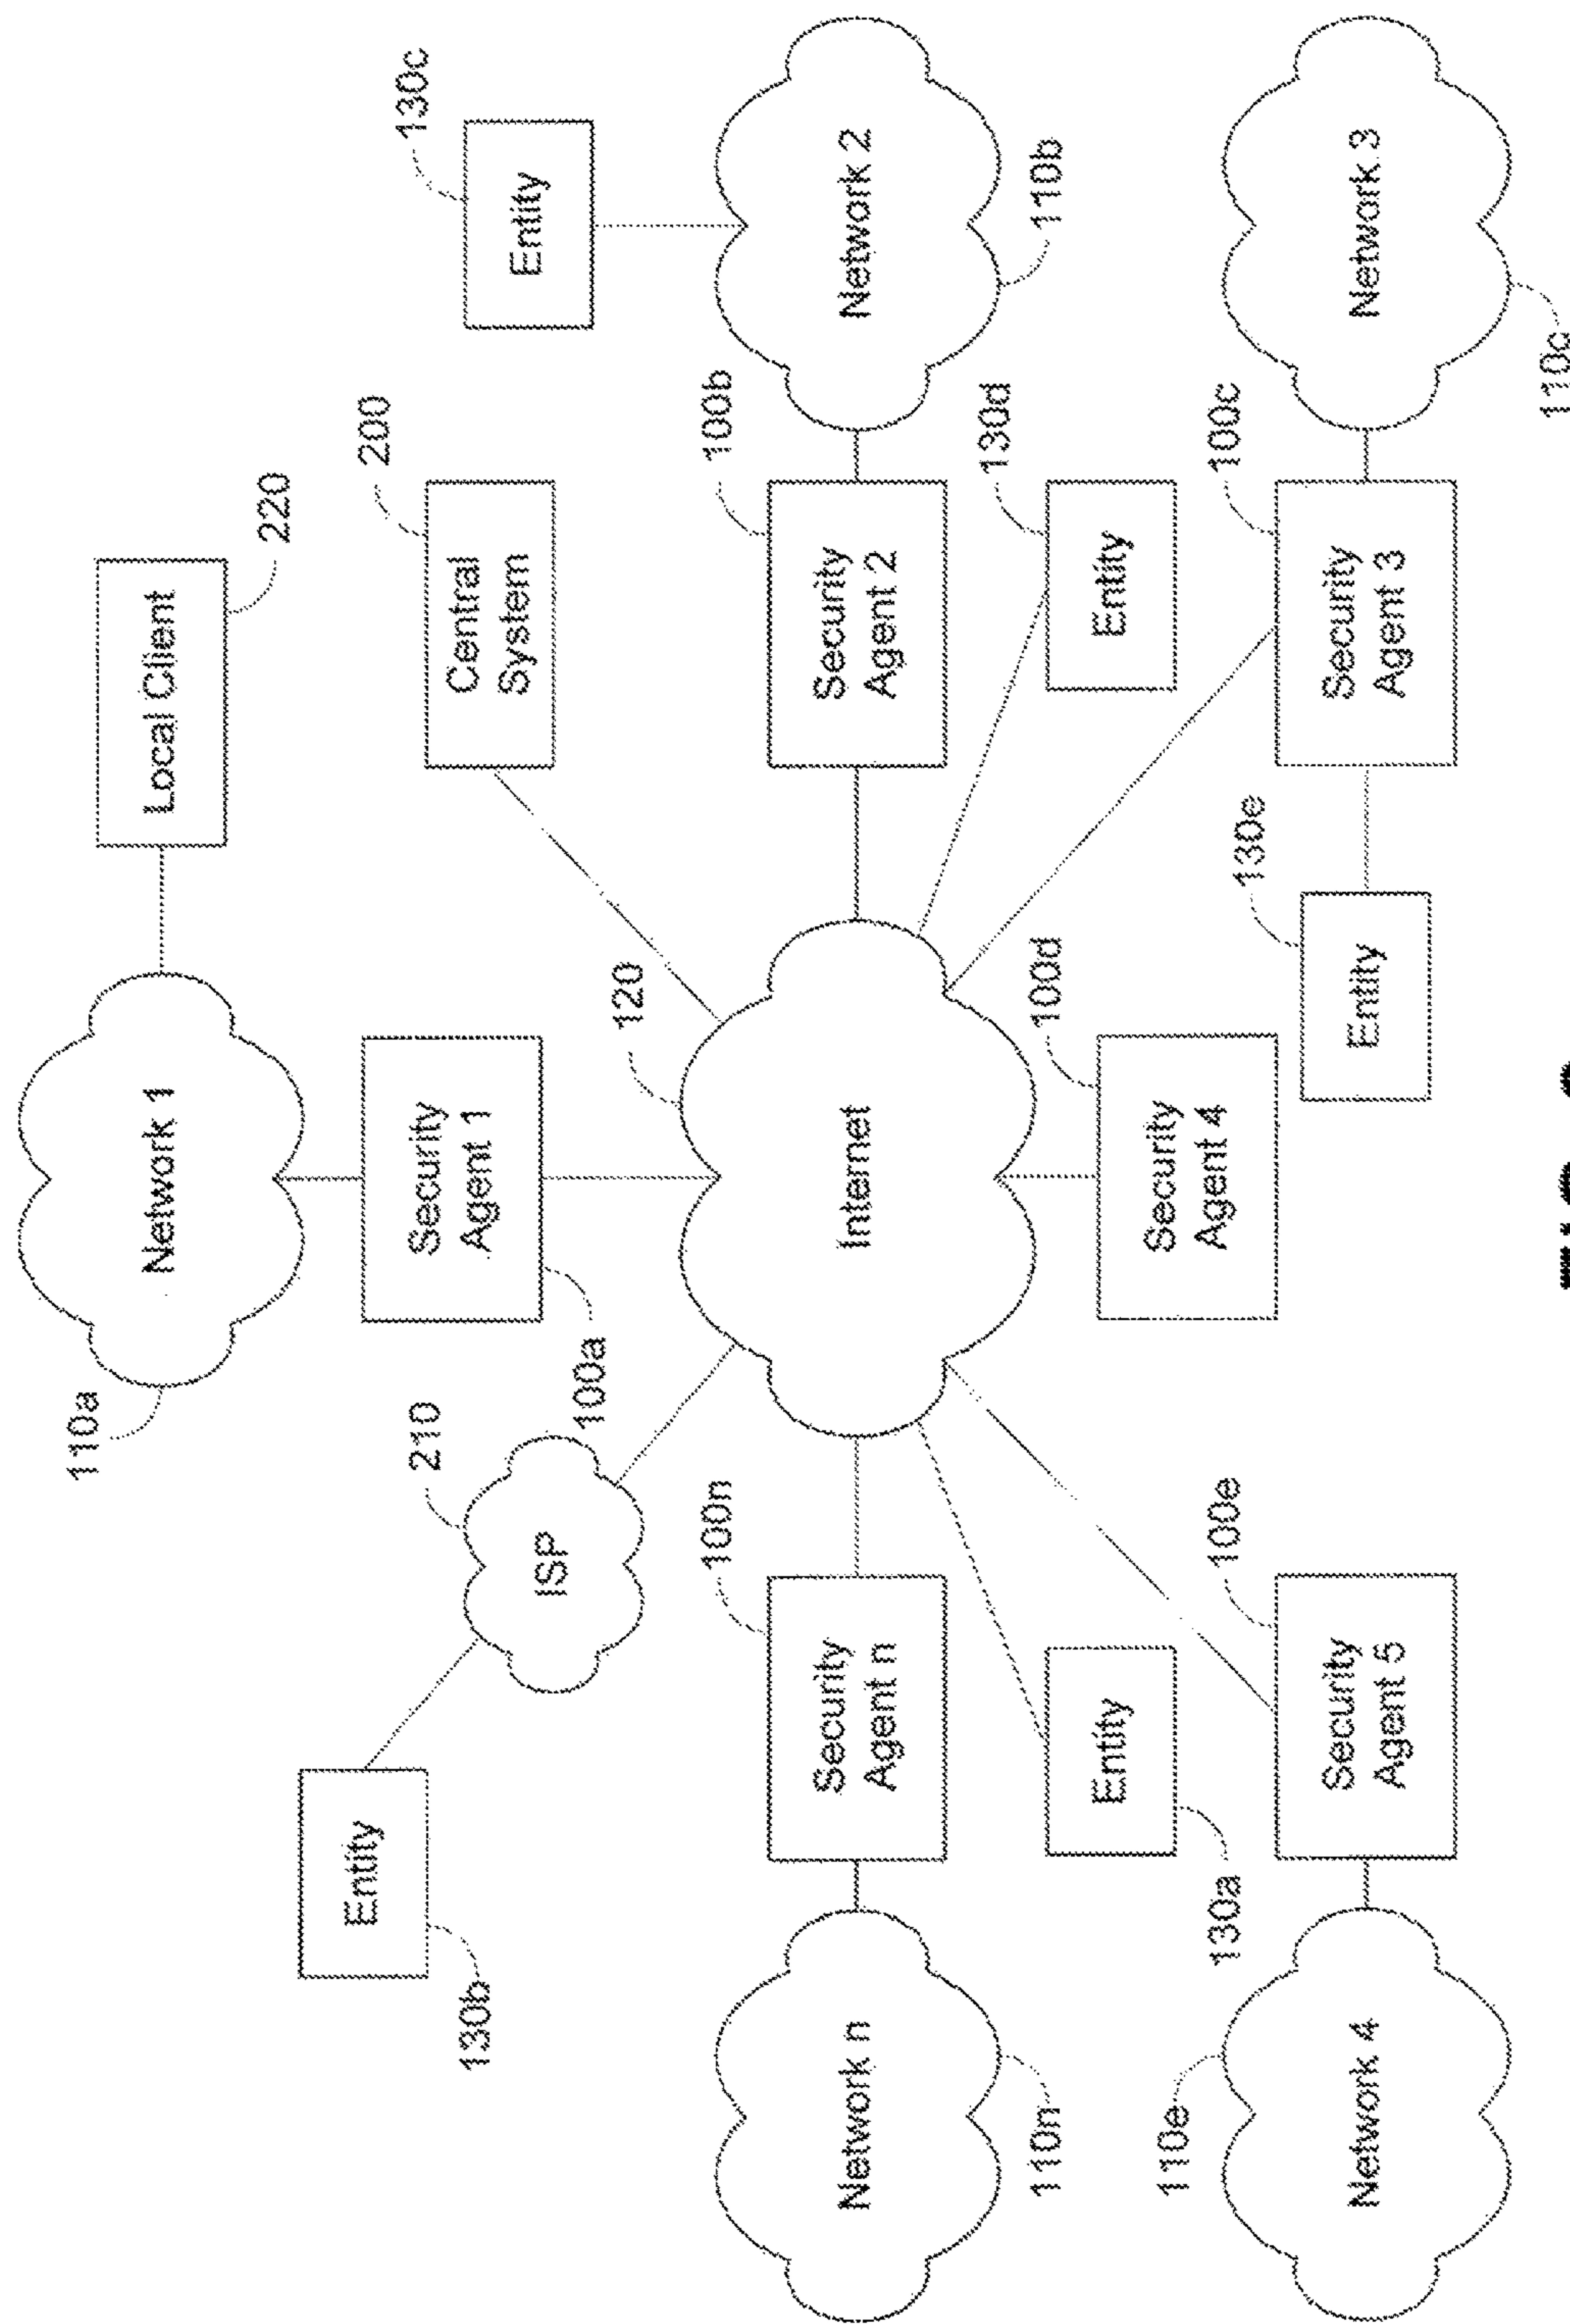 110a
Network 1
Local Client
220
Entity
130b
ISP
210
Security
Agent 1
100a
Central
System
200
Entity
130c
120
Internet
Network n
110n
Security
Agent n
100n
Security
Agent 2
100b
Network 2
110b
Entity
130a
Entity
130d
Security
Agent 4
100d
Network 4
110e
Security
Agent 5
100e
Entity
130e
Security
Agent 3
100c
Network 3
110c